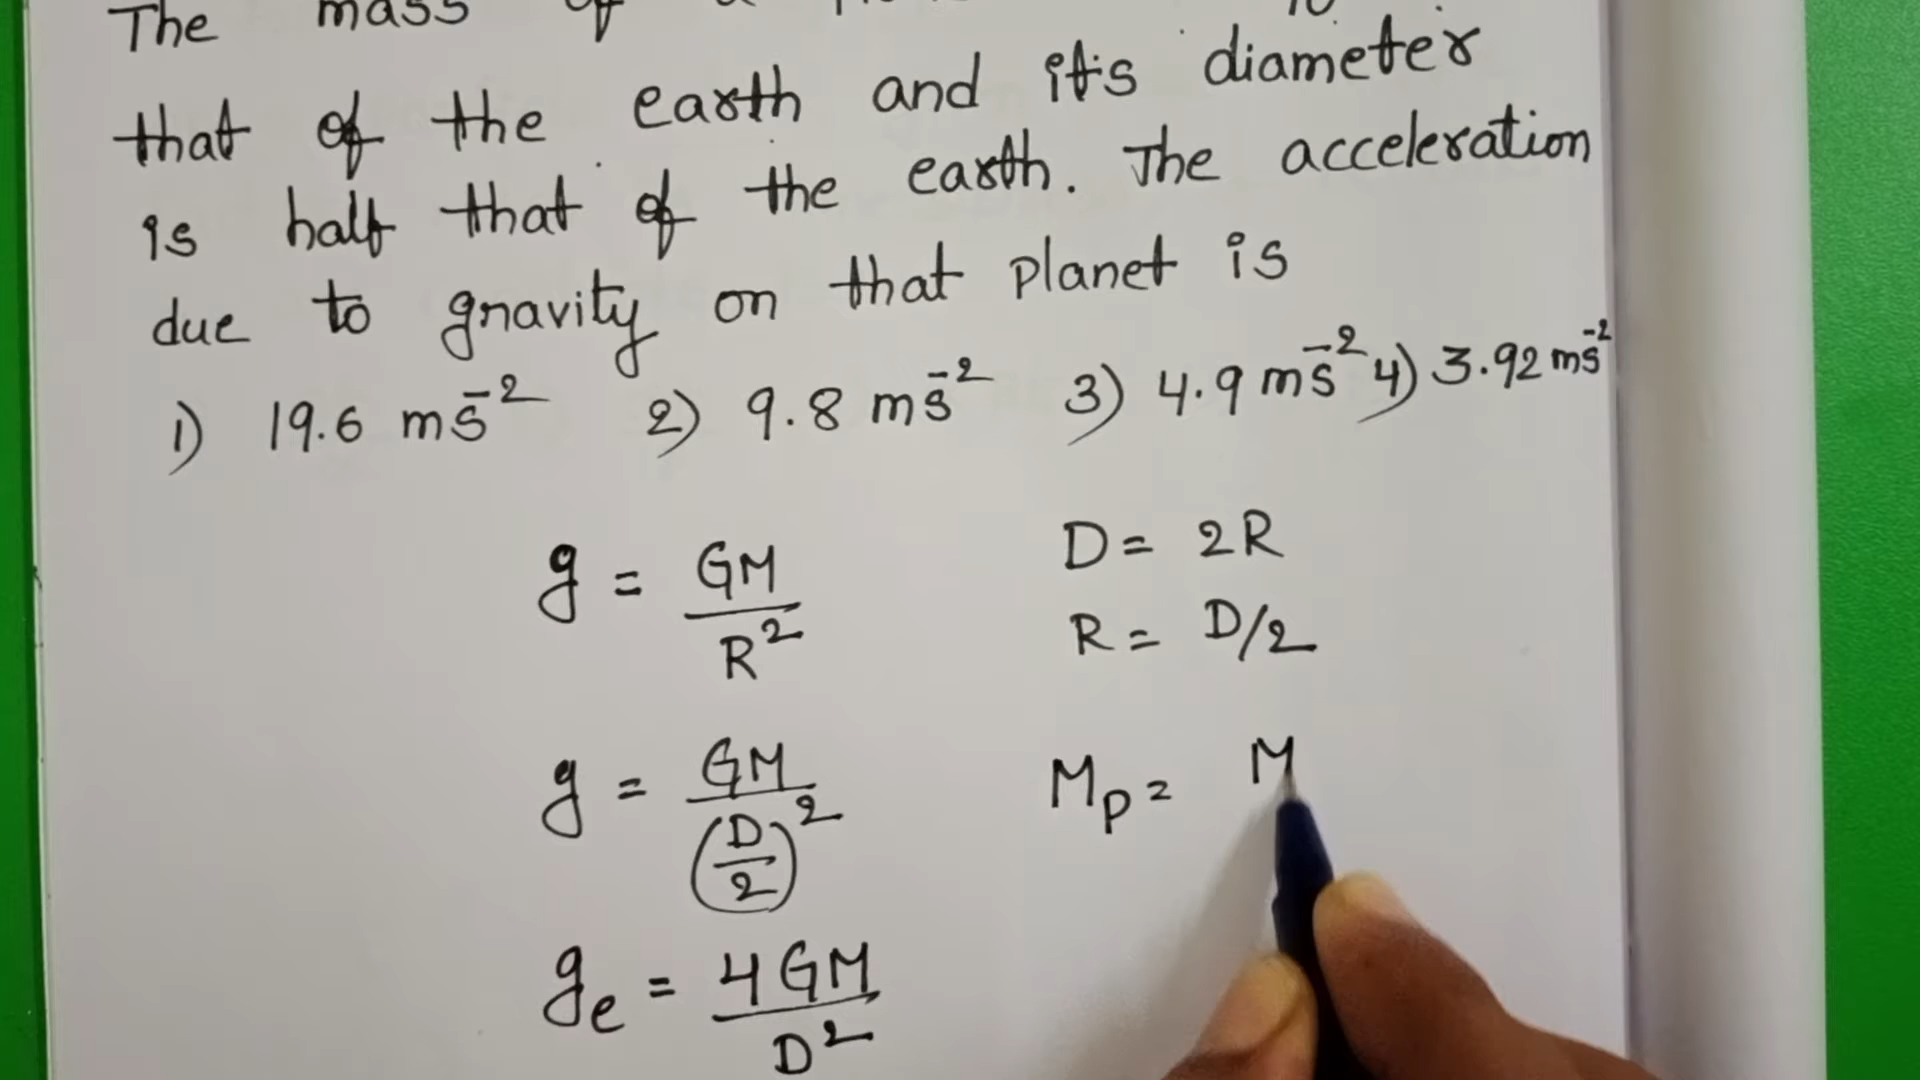 The mass of a
that of the earth and it's diameter
is half that of the earth. The acceleration
due to gravity on that planet is
1) 19.6 ms⁻² 2) 9.8 ms⁻² 3) 4.9 ms⁻² 4) 3.92 ms⁻²
g = GM/R²
D = 2R
R = D/2
g = GM/(D/2)²
Mp = M
ge = 4GM/D²